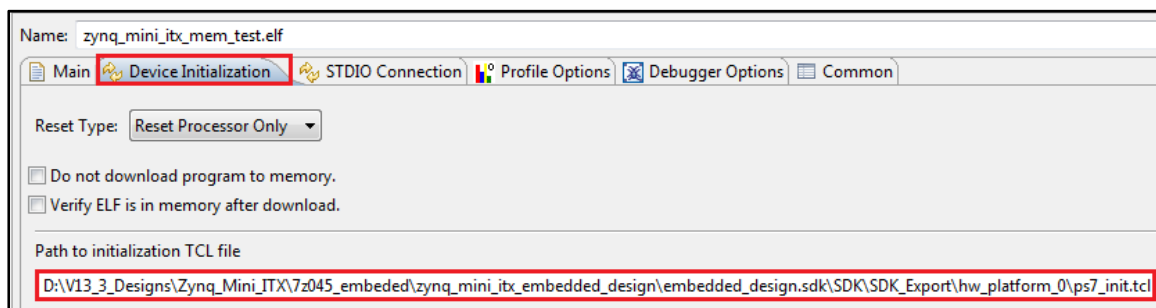 Name: zynq_mini_itx_mem_test.elf
Main Device Initialization STDIO Connection Profile Options Debugger Options Common
Reset Type: Reset Processor Only
Do not download program to memory.
Verify ELF is in memory after download.
Path to initialization TCL file
D:\V13_3_Designs\Zynq_Mini_ITX\7z045_embeded\zynq_mini_itx_embedded_design\embedded_design.sdk\SDK\SDK_Export\hw_platform_0\ps7_init.tcl